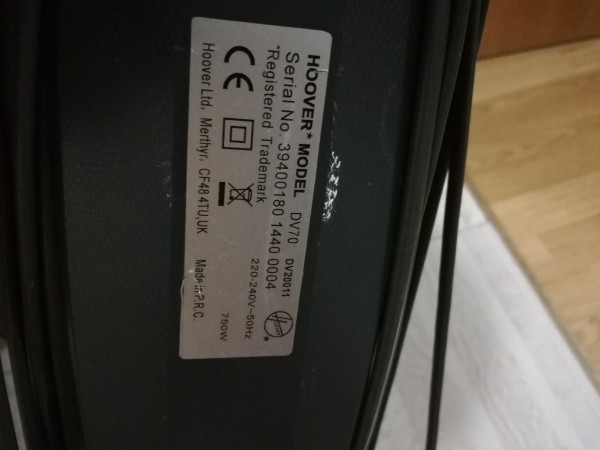 HOOVER* MODEL DV70 DV20011
Serial No. 39400180 1440 0004
*Registered Trademark
220-240V~50Hz
750W
CE
Hoover Ltd, Merthyr, CF48 4TU,UK
Made in P.R.C.
Hoover
*